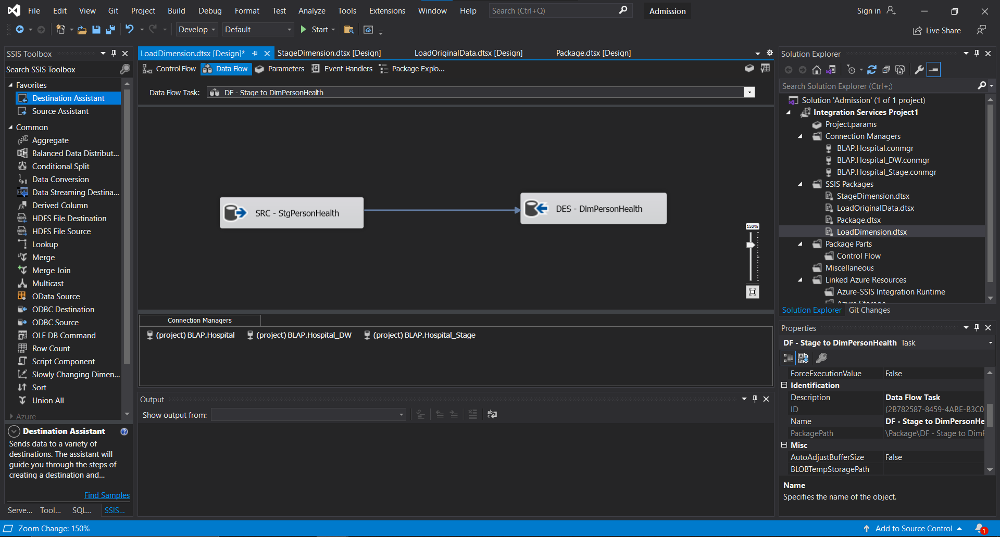 File Edit View Git Project Build Debug Format Test Analyze Tools Extensions Window Help Search (Ctrl+Q) Admission Sign in
Develop Default Start Live Share
SSIS Toolbox
Search SSIS Toolbox
Favorites
Destination Assistant
Source Assistant
Common
Aggregate
Balanced Data Distribut...
Conditional Split
Data Conversion
Data Streaming Destina...
Derived Column
HDFS File Destination
HDFS File Source
Lookup
Merge
Merge Join
Multicast
OData Source
ODBC Destination
ODBC Source
OLE DB Command
Row Count
Script Component
Slowly Changing Dimen...
Sort
Union All
Azure
Destination Assistant
Sends data to a variety of
destinations. The assistant will
guide you through the steps of
creating a destination and...
Find Samples
Serve... Tool... SQL... SSIS...
LoadDimension.dtsx [Design]* StageDimension.dtsx [Design] LoadOriginalData.dtsx [Design] Package.dtsx [Design]
Control Flow Data Flow Parameters Event Handlers Package Explo...
Data Flow Task: DF - Stage to DimPersonHealth
SRC - StgPersonHealth
DES - DimPersonHealth
150%
Connection Managers
(project) BLAP.Hospital (project) BLAP.Hospital_DW (project) BLAP.Hospital_Stage
Output
Show output from:
Solution Explorer
Search Solution Explorer (Ctrl+;)
Solution 'Admission' (1 of 1 project)
Integration Services Project1
Project.params
Connection Managers
BLAP.Hospital.conmgr
BLAP.Hospital_DW.conmgr
BLAP.Hospital_Stage.conmgr
SSIS Packages
StageDimension.dtsx
LoadOriginalData.dtsx
Package.dtsx
LoadDimension.dtsx
Package Parts
Control Flow
Miscellaneous
Linked Azure Resources
Azure-SSIS Integration Runtime
Azure Storage
Solution Explorer Git Changes
Properties
DF - Stage to DimPersonHealth Task
ForceExecutionValue False
Identification
Description Data Flow Task
ID {2B782587-8459-4ABE-B3C0
Name DF - Stage to DimPersonHe
PackagePath \Package\DF - Stage to DimP
Misc
AutoAdjustBufferSize False
BLOBTempStoragePath
Name
Specifies the name of the object.
Zoom Change: 150% Add to Source Control 1